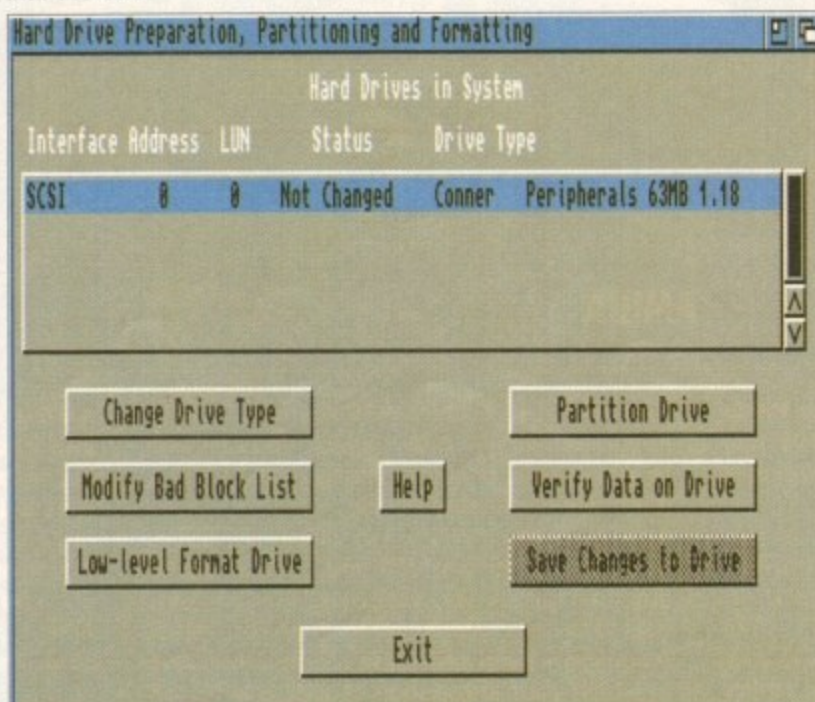 Hard Drive Preparation, Partitioning and Formatting
Hard Drives in System
Interface Address LUN Status Drive Type
SCSI 0 0 Not Changed Conner Peripherals 63MB 1.18
Change Drive Type
Partition Drive
Modify Bad Block List
Help
Verify Data on Drive
Low-level Format Drive
Save Changes to Drive
Exit